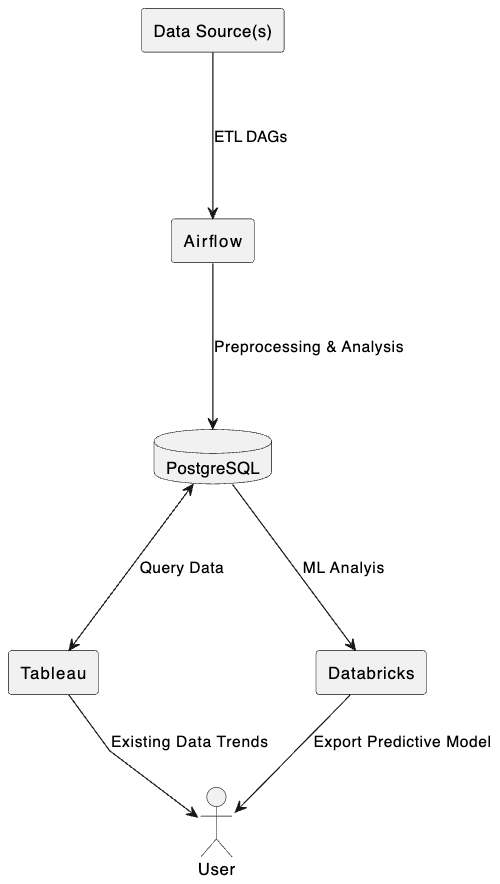 Data Source(s)
ETL DAGs
Airflow
Preprocessing & Analysis
PostgreSQL
Query Data
ML Analyis
Tableau
Databricks
Existing Data Trends
Export Predictive Model
User